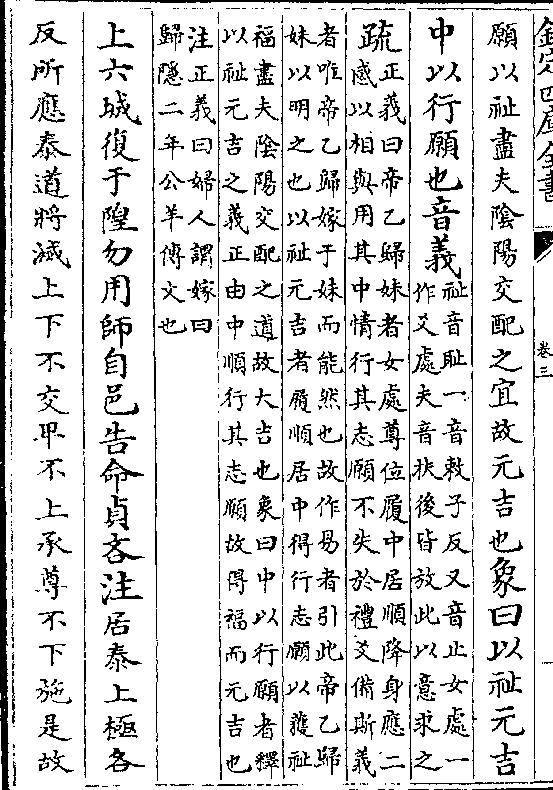 欽定四庫全書
卷三
願以祉盡夫陰陽交配之宜故元吉也象曰以祉元吉
中以行願也音義
祉音耻一音敕子反又音止女處一
作爻處夫音扶後皆放此以意求之
疏
正義曰帝乙歸妹者女處尊位履中居順降身應二
感以相與用其中情行其志願不失於禮爻備斯義
者唯帝乙歸嫁于妹而能然也故作易者引此帝乙歸
妹以明之也以祉元吉者履順居中得行志願以獲祉
福盡夫陰陽交配之道故大吉也象曰中以行願者釋
以祉元吉之義正由中順行其志願故得福而元吉也
注正義曰婦人謂嫁曰
歸隱二年公羊傳文也
上六城復于隍勿用師自邑告命貞吝注居泰上極各
反所應泰道將滅上下不交卑不上承尊不下施是故